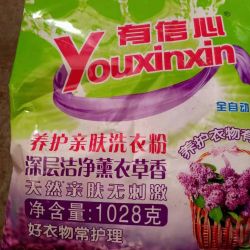 有信心
Youxinxin
全自动
养护衣物有
养护亲肤洗衣粉
深层洁净薰衣草香
天然亲肤无刺激
净含量:1028克
好衣物常护理